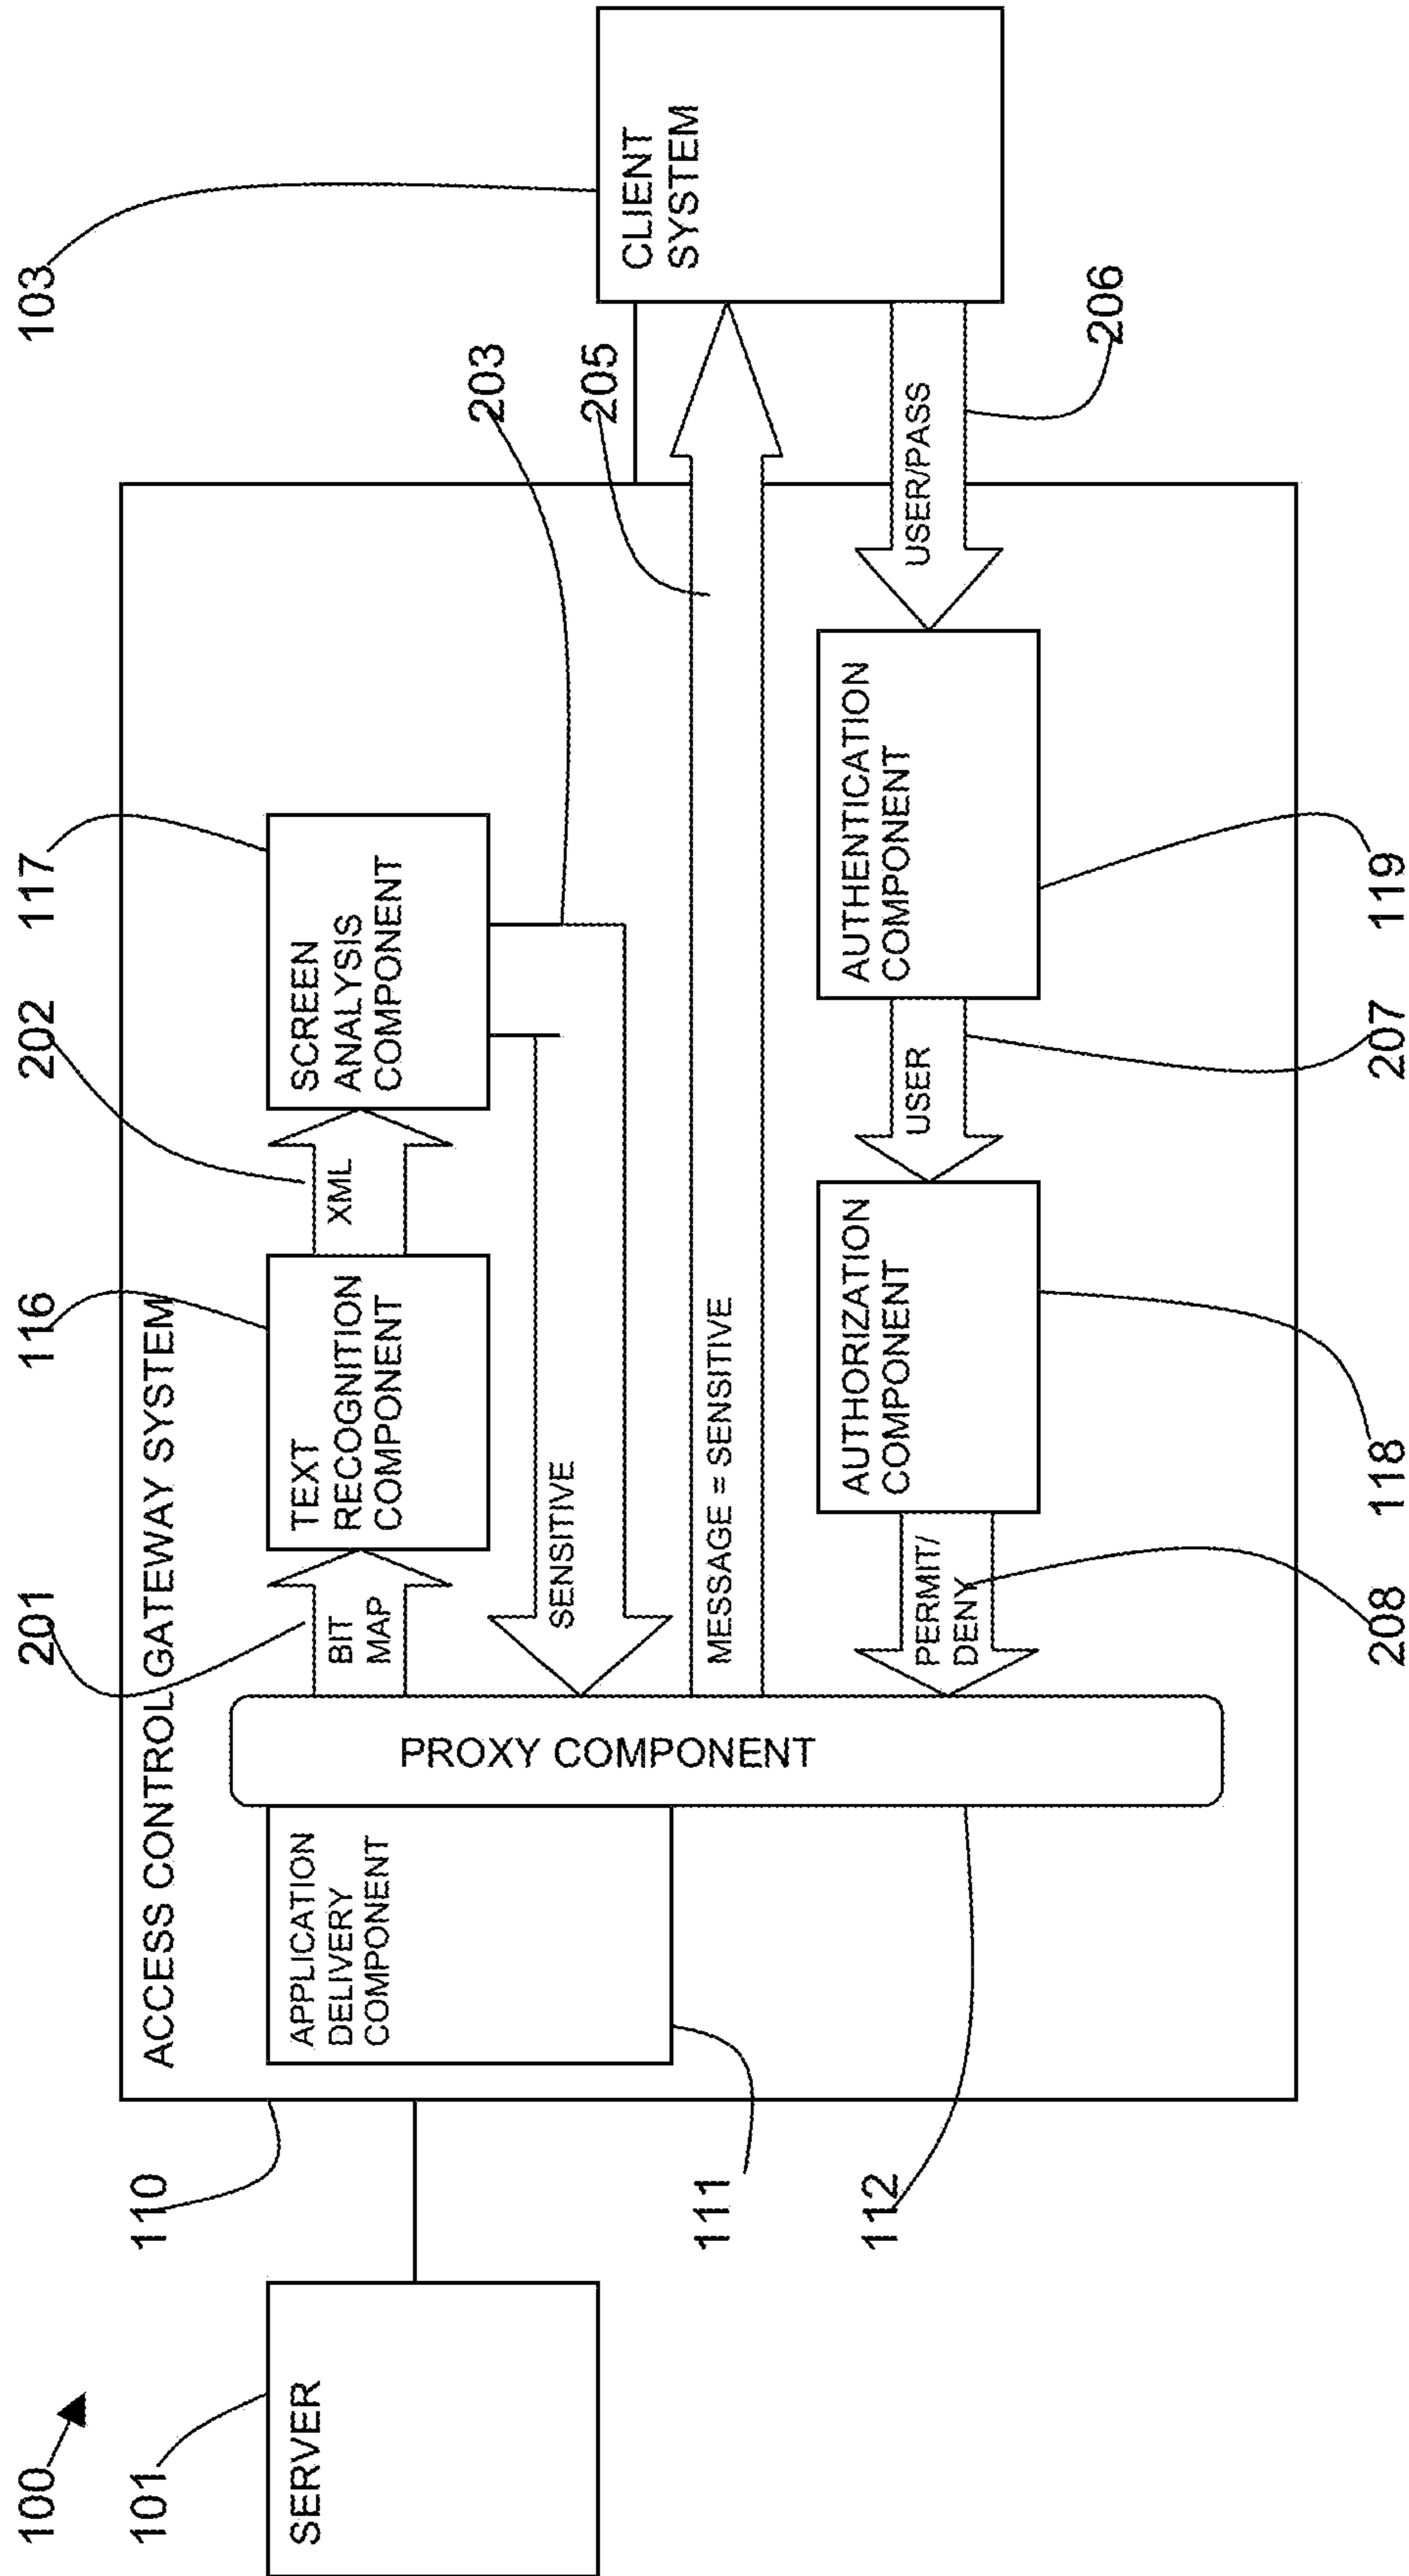 100
101
SERVER
110
111
112
ACCESS CONTROL GATEWAY SYSTEM
APPLICATION
DELIVERY
COMPONENT
PROXY COMPONENT
201
BIT
MAP
116
TEXT
RECOGNITION
COMPONENT
202
XML
117
SCREEN
ANALYSIS
COMPONENT
203
SENSITIVE
205
MESSAGE = SENSITIVE
103
CLIENT
SYSTEM
206
USER/PASS
AUTHENTICATION
COMPONENT
119
USER
207
AUTHORIZATION
COMPONENT
118
PERMIT/
DENY
208